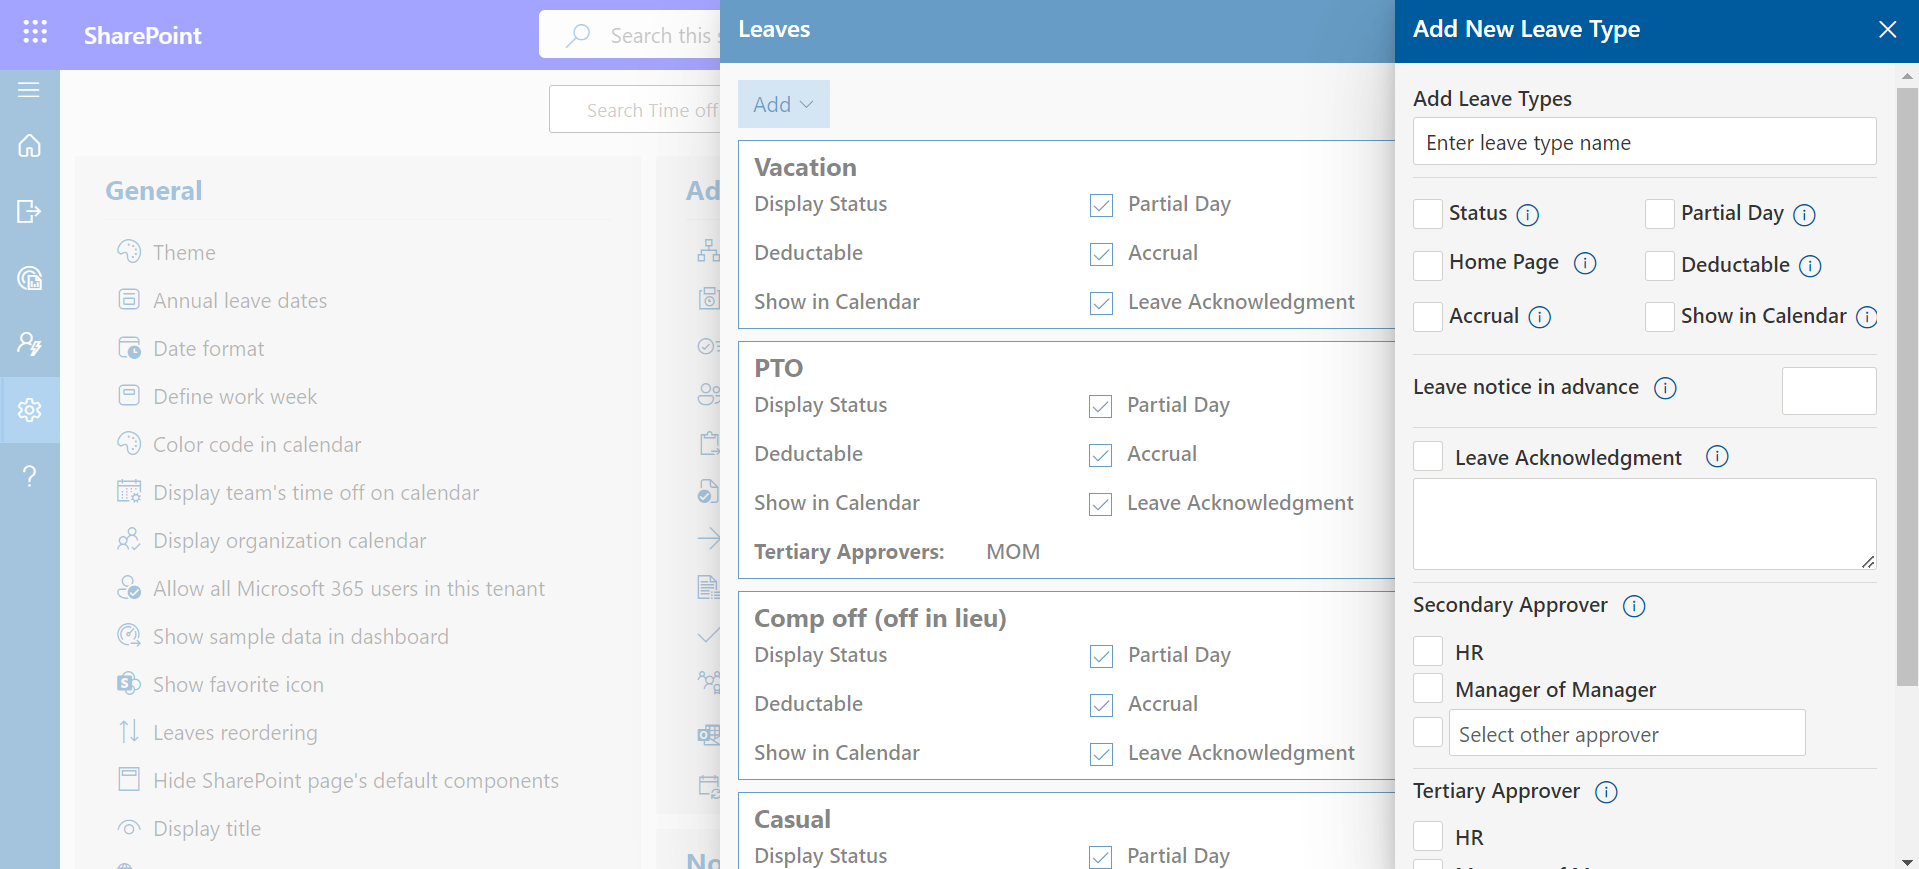 SharePoint
Search this s
Search Time off
General
Theme
Annual leave dates
Date format
Define work week
Color code in calendar
Display team's time off on calendar
Display organization calendar
Allow all Microsoft 365 users in this tenant
Show sample data in dashboard
Show favorite icon
Leaves reordering
Hide SharePoint page's default components
Display title
Ad
No
Leaves
Add
Vacation
Display Status Partial Day
Deductable Accrual
Show in Calendar Leave Acknowledgment
PTO
Display Status Partial Day
Deductable Accrual
Show in Calendar Leave Acknowledgment
Tertiary Approvers: MOM
Comp off (off in lieu)
Display Status Partial Day
Deductable Accrual
Show in Calendar Leave Acknowledgment
Casual
Display Status Partial Day
Add New Leave Type
Add Leave Types
Enter leave type name
Status Partial Day
Home Page Deductable
Accrual Show in Calendar
Leave notice in advance
Leave Acknowledgment
Secondary Approver
HR
Manager of Manager
Select other approver
Tertiary Approver
HR